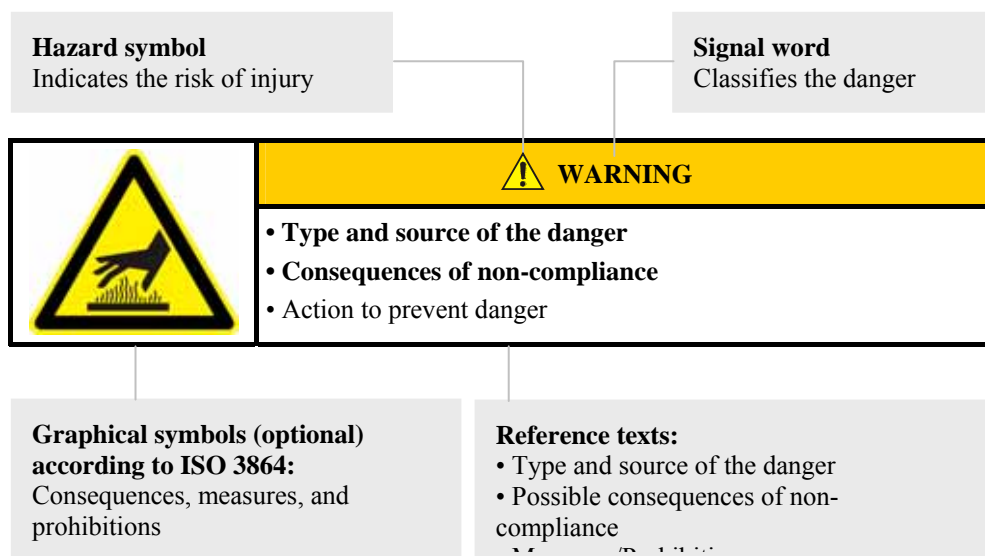 Hazard symbol
Indicates the risk of injury
Signal word
Classifies the danger
WARNING
• Type and source of the danger
• Consequences of non-compliance
• Action to prevent danger
Graphical symbols (optional)
according to ISO 3864:
Consequences, measures, and
prohibitions
Reference texts:
• Type and source of the danger
• Possible consequences of non-
compliance